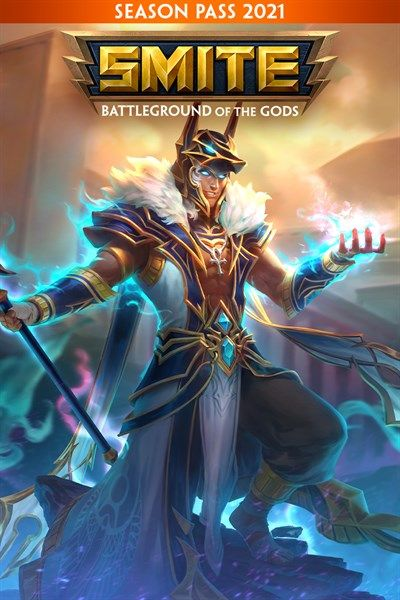 SEASON PASS 2021
SMITE
BATTLEGROUND OF THE GODS